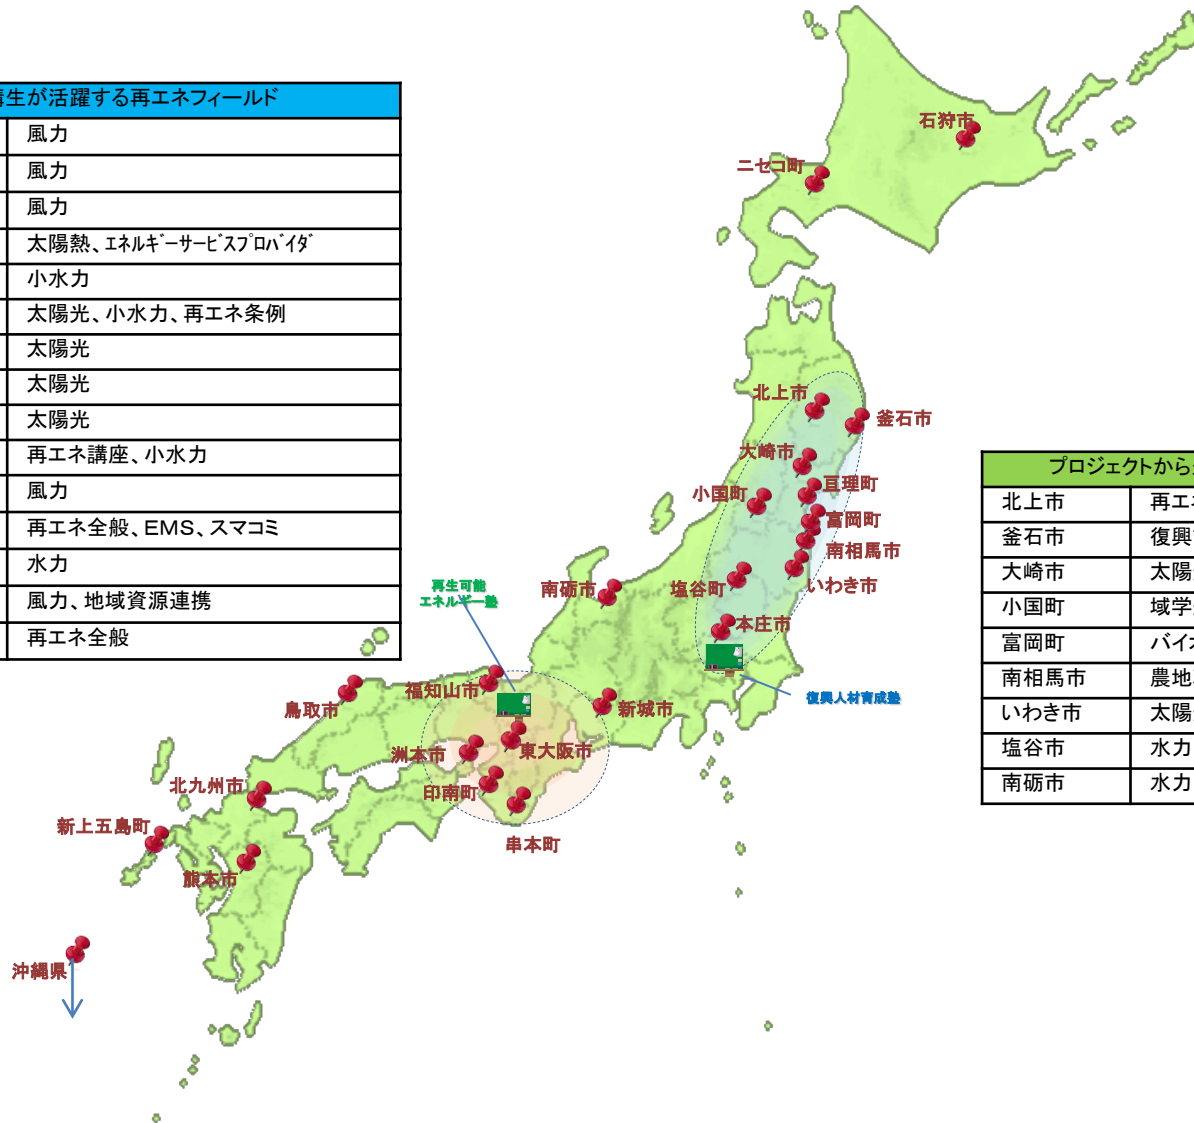 生が活躍する再エネフィールド
風力
風力
風力
太陽熱、ｴﾈﾙｷﾞｰｻｰﾋﾞｽﾌﾟﾛﾊﾞｲﾀﾞ
小水力
太陽光、小水力、再エネ条例
太陽光
太陽光
太陽光
再エネ講座、小水力
風力
再エネ全般、EMS、スマコミ
水力
風力、地域資源連携
再エネ全般
石狩市
ニセコ町
北上市
釜石市
大崎市
亘理町
小国町
富岡町
南相馬市
いわき市
塩谷町
本庄市
復興人材育成塾
南砺市
再生可能
エネルギー塾
福知山市
鳥取市
新城市
東大阪市
洲本市
印南町
串本町
北九州市
新上五島町
熊本市
沖縄県
プロジェクトから
北上市 再エネ
釜石市 復興
大崎市 太陽
小国町 域学
富岡町 バイオ
南相馬市 農地
いわき市 太陽
塩谷市 水力
南砺市 水力